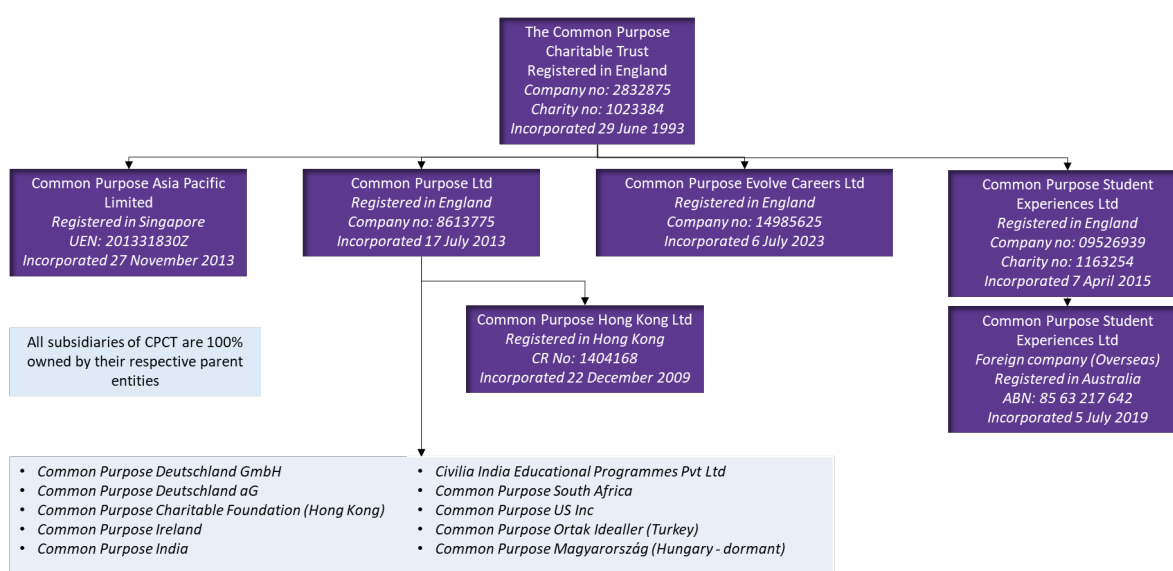 The Common Purpose
Charitable Trust
Registered in England
Company no: 2832875
Charity no: 1023384
Incorporated 29 June 1993
Common Purpose Asia Pacific
Limited
Registered in Singapore
UEN: 201331830Z
Incorporated 27 November 2013
Common Purpose Ltd
Registered in England
Company no: 8613775
Incorporated 17 July 2013
Common Purpose Evolve Careers Ltd
Registered in England
Company no: 14985625
Incorporated 6 July 2023
Common Purpose Student
Experiences Ltd
Registered in England
Company no: 09526939
Charity no: 1163254
Incorporated 7 April 2015
Common Purpose Hong Kong Ltd
Registered in Hong Kong
CR No: 1404168
Incorporated 22 December 2009
Common Purpose Student
Experiences Ltd
Foreign company (Overseas)
Registered in Australia
ABN: 85 63 217 642
Incorporated 5 July 2019
All subsidiaries of CPCT are 100%
owned by their respective parent
entities
• Common Purpose Deutschland GmbH
• Common Purpose Deutschland aG
• Common Purpose Charitable Foundation (Hong Kong)
• Common Purpose Ireland
• Common Purpose India
• Civilia India Educational Programmes Pvt Ltd
• Common Purpose South Africa
• Common Purpose US Inc
• Common Purpose Ortak Idealler (Turkey)
• Common Purpose Magyarország (Hungary - dormant)